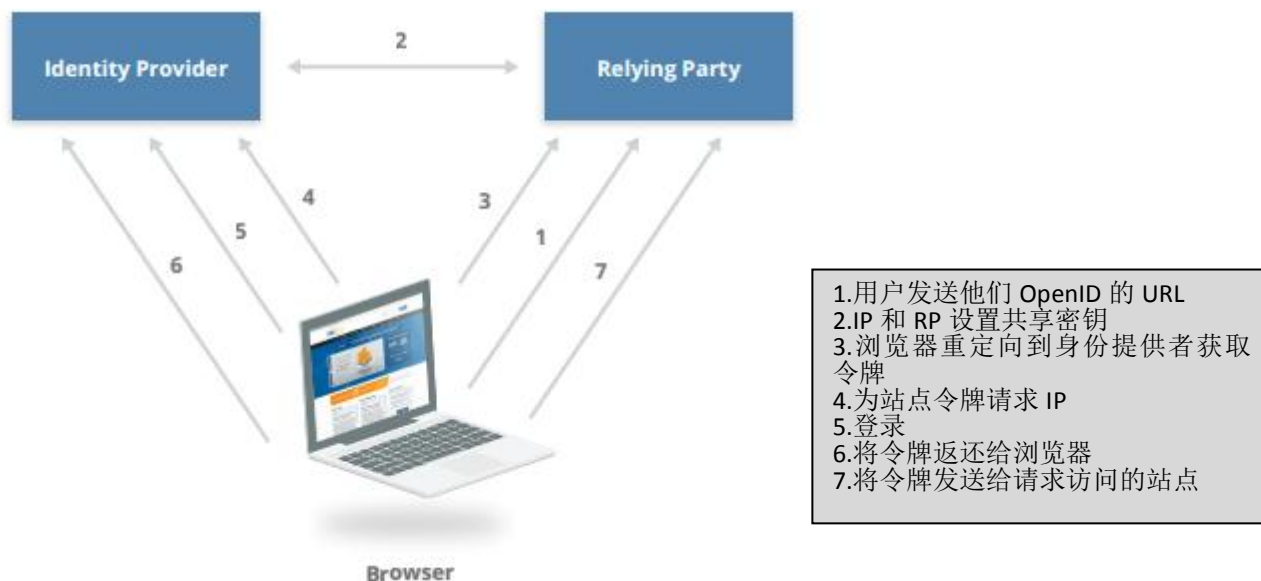 2
Identity Provider
Relying Party
4
3
5
1
6
7
Browser
1.用户发送他们 OpenID 的 URL
2.IP 和 RP 设置共享密钥
3.浏览器重定向到身份提供者获取
令牌
4.为站点令牌请求 IP
5.登录
6.将令牌返还给浏览器
7.将令牌发送给请求访问的站点